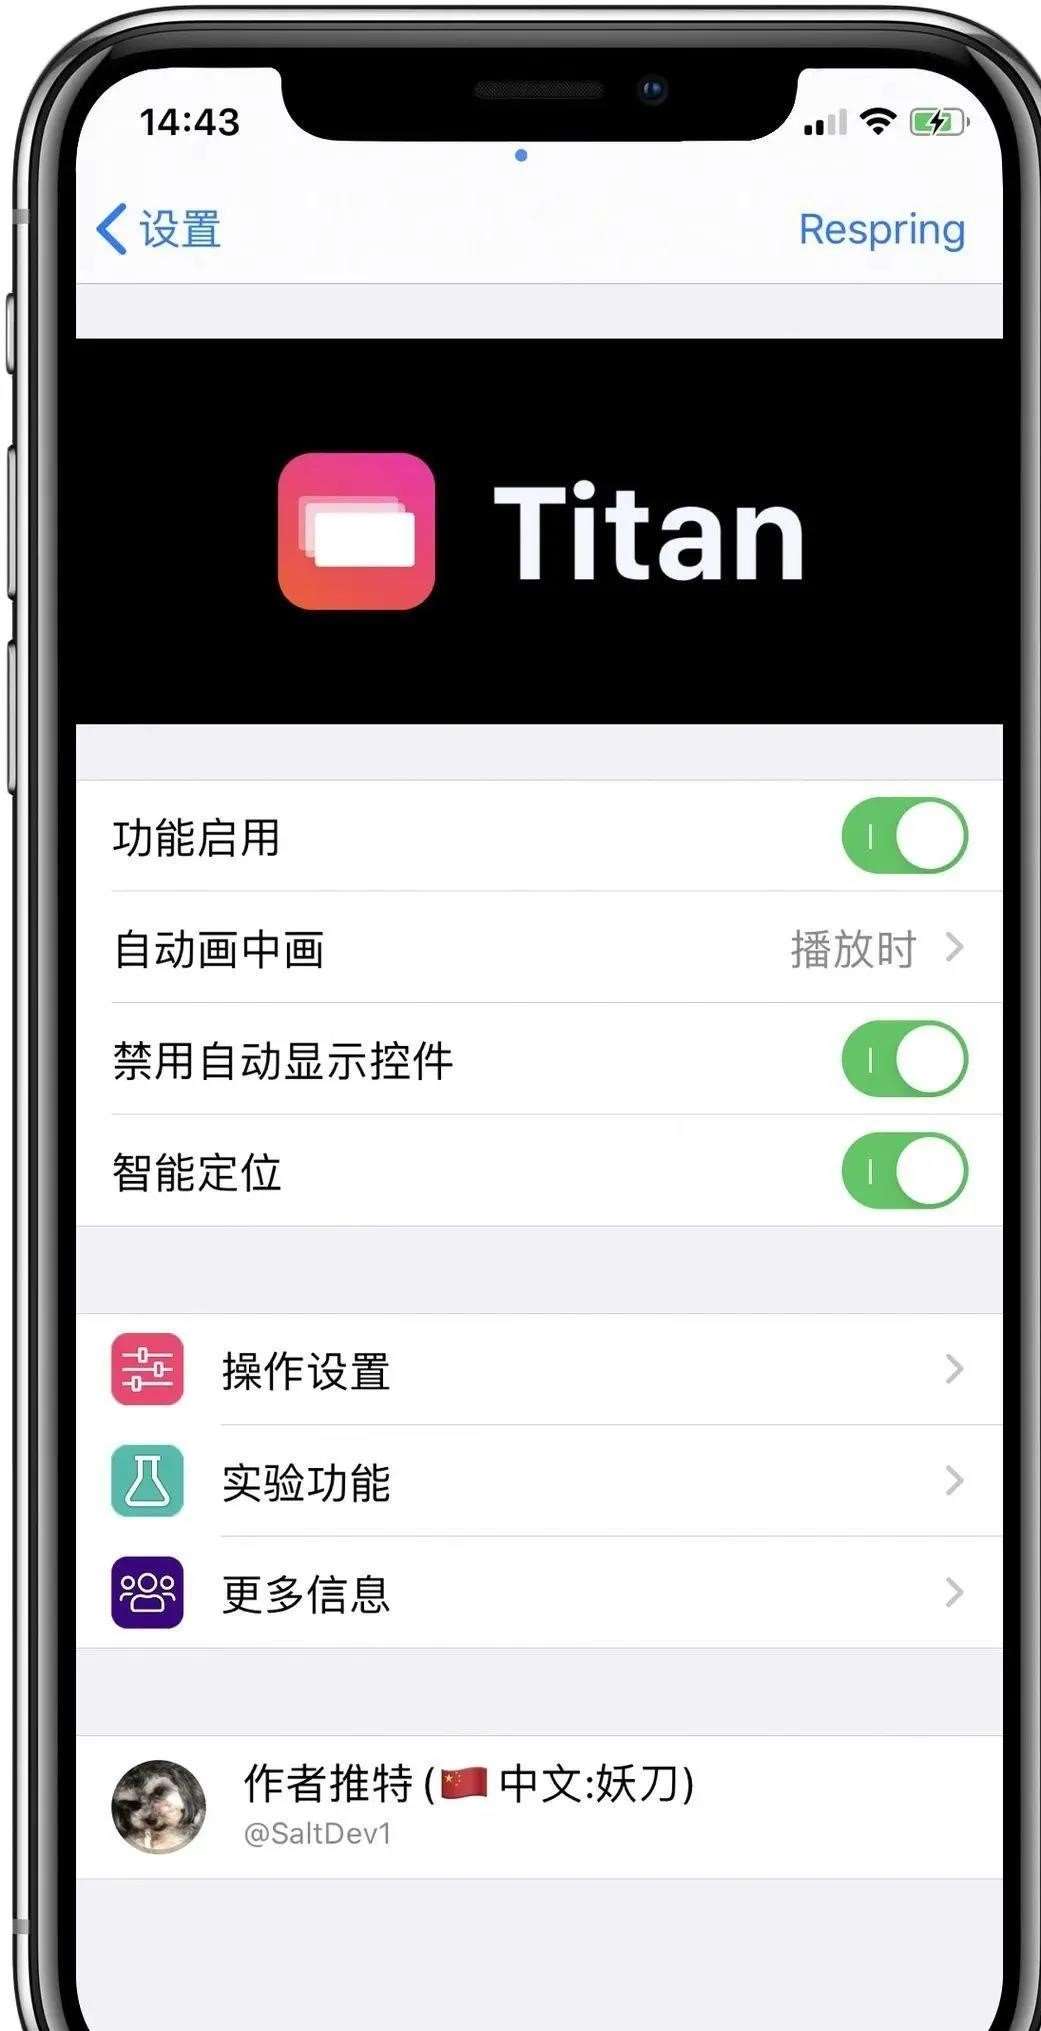 14:43
设置
Respring
Titan
功能启用
自动画中画 播放时
禁用自动显示控件
智能定位
操作设置
实验功能
更多信息
作者推特 (🇨🇳 中文:妖刀)
@SaltDev1